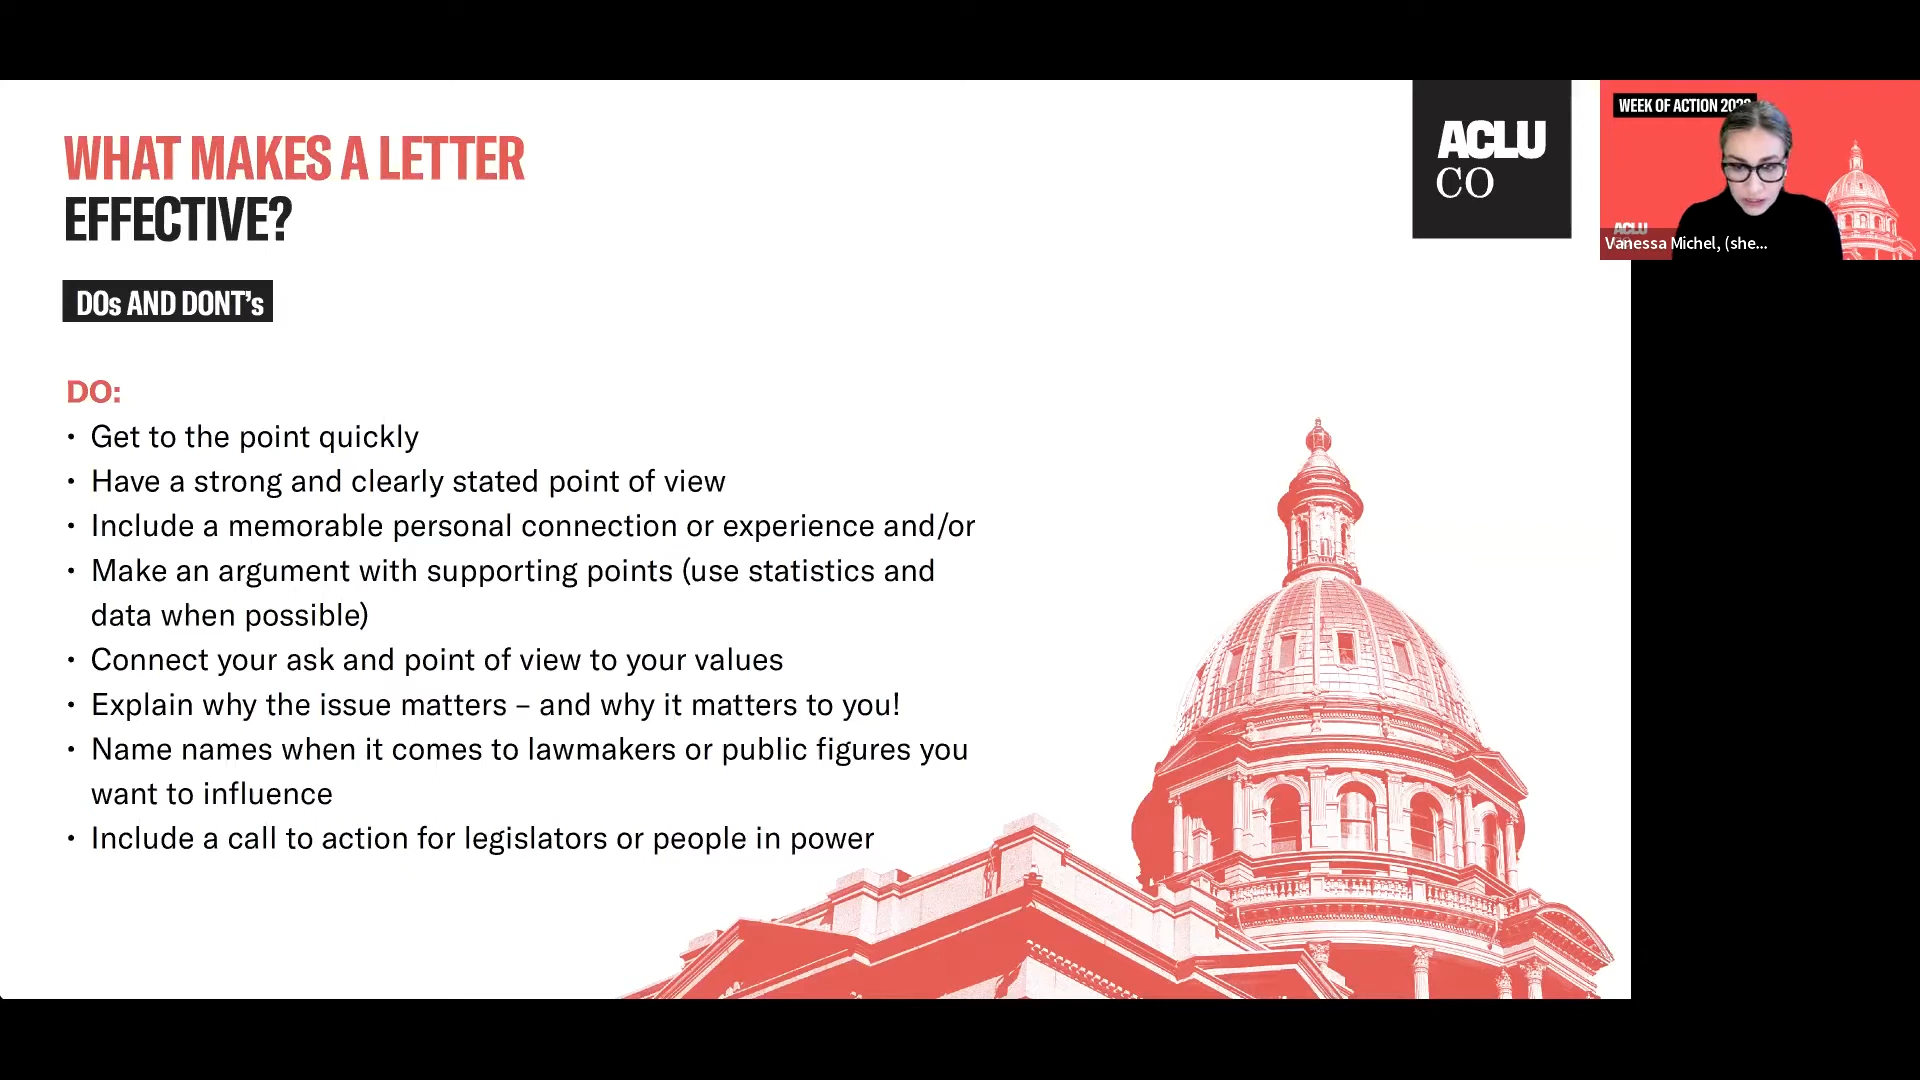 WHAT MAKES A LETTER
EFFECTIVE?
DOs AND DONT's
DO:
• Get to the point quickly
• Have a strong and clearly stated point of view
• Include a memorable personal connection or experience and/or
• Make an argument with supporting points (use statistics and
data when possible)
• Connect your ask and point of view to your values
• Explain why the issue matters – and why it matters to you!
• Name names when it comes to lawmakers or public figures you
want to influence
• Include a call to action for legislators or people in power
ACLU
CO
WEEK OF ACTION
ACLU
Vanessa Michel, (she...